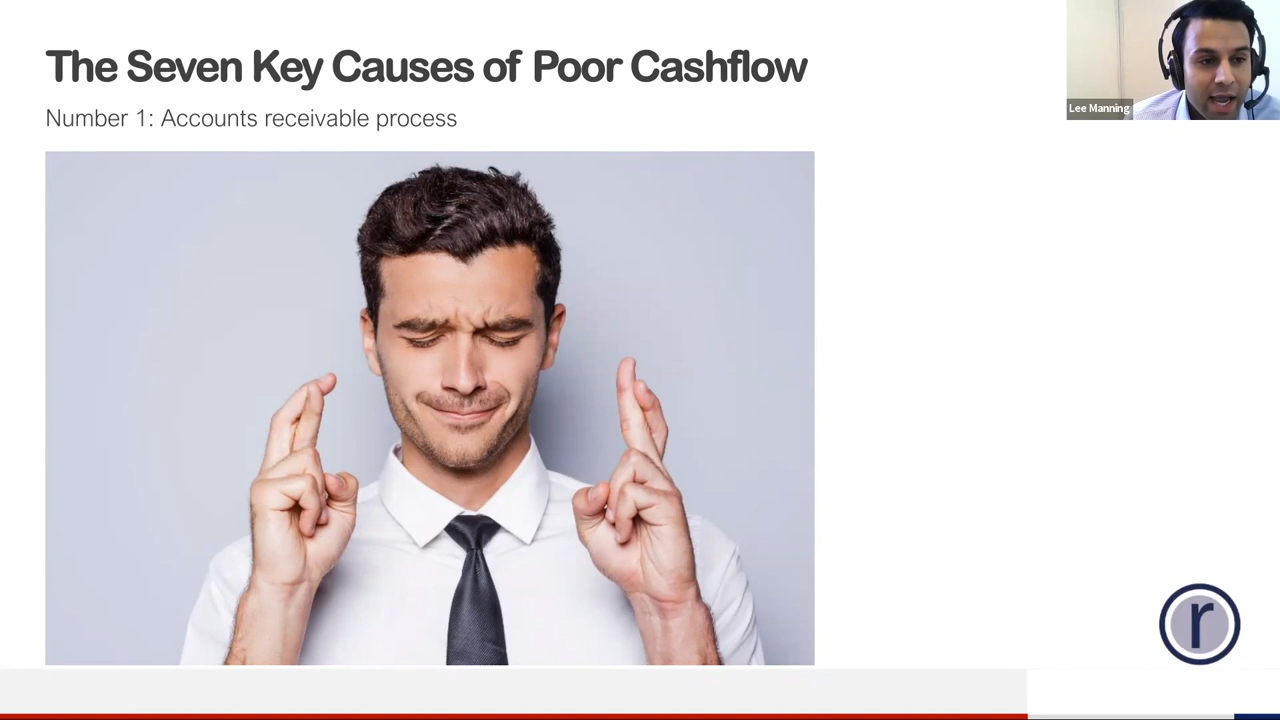 The Seven Key Causes of Poor Cashflow
Lee Manning
Number 1: Accounts receivable process
r